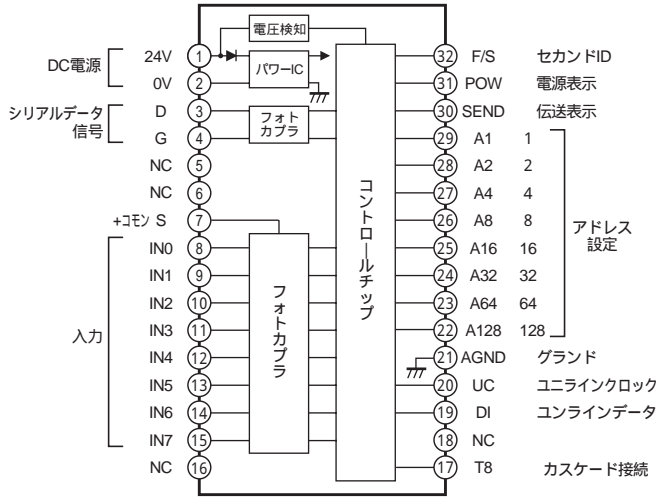 電圧検知
DC電源
24V 1
パワーIC
0V 2
シリアルデータ
信号
D 3
G 4
フォト
カプラ
NC 5
NC 6
+コモン S 7
入力
IN0 8
IN1 9
IN2 10
IN3 11
IN4 12
IN5 13
IN6 14
IN7 15
NC 16
フォトカプラ
コントロールチップ
32 F/S セカンドID
31 POW 電源表示
30 SEND 伝送表示
29 A1 1
28 A2 2
27 A4 4
26 A8 8
25 A16 16
24 A32 32
23 A64 64
22 A128 128
アドレス
設定
21 AGND グランド
20 UC ユニラインクロック
19 DI ユンラインデータ
18 NC
17 T8 カスケード接続